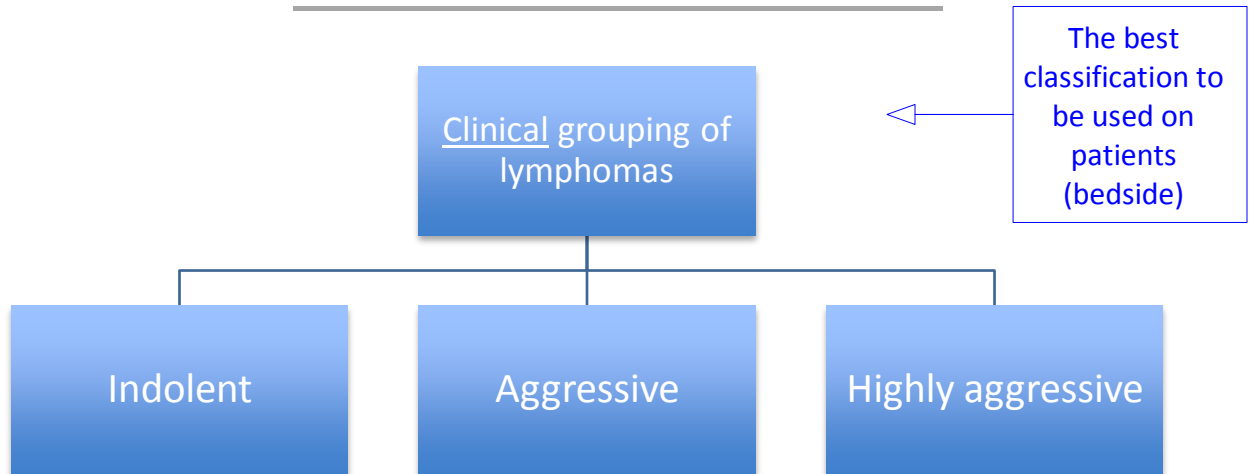 The best
classification to
be used on
patients
(bedside)
Clinical grouping of
lymphomas
Indolent
Aggressive
Highly aggressive